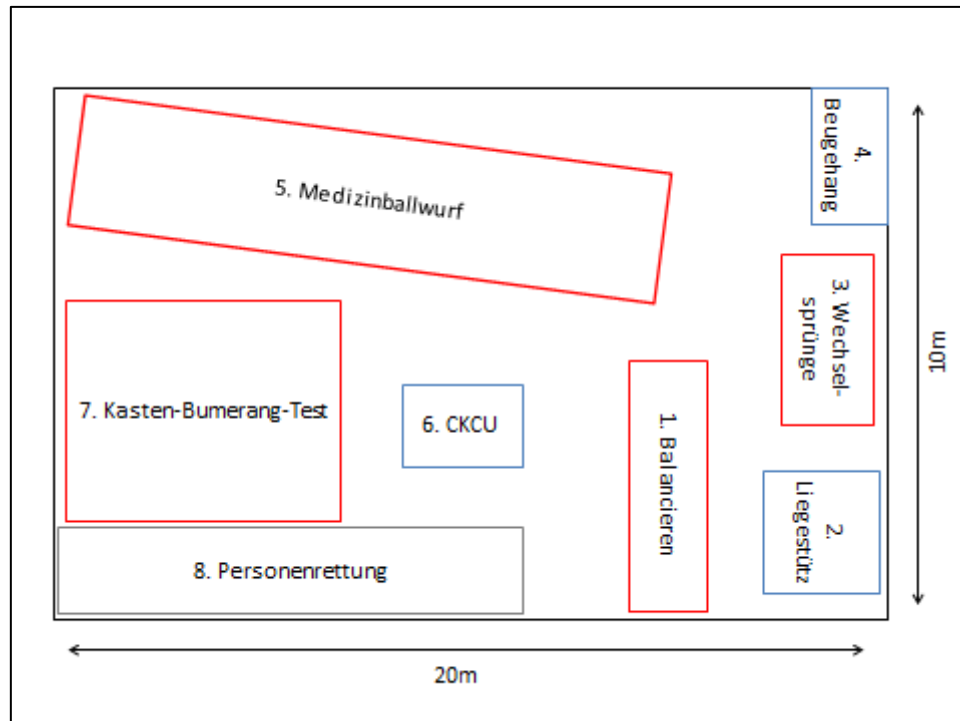 5. Medizinballwurf
4.
Beugehang
3. Wechsel-
sprünge
10m
7. Kasten-Bumerang-Test
6. CKCU
1. Balancieren
2.
Liegestütz
8. Personenrettung
20m